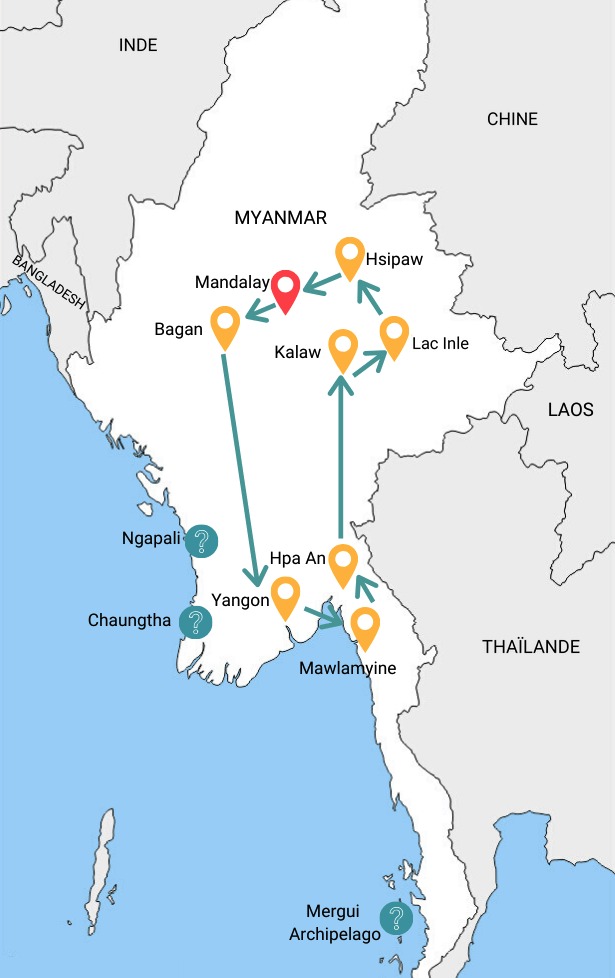 INDE
CHINE
MYANMAR
BANGLADESH
Hsipaw
Mandalay
Bagan
Lac Inle
Kalaw
LAOS
Ngapali
?
Hpa An
Yangon
Chaungtha
?
THAÏLANDE
Mawlamyine
Mergui
Archipelago
?